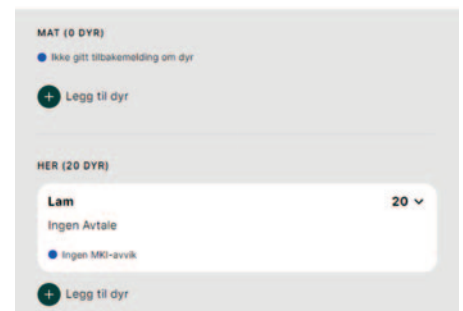 MAT (0 DYR)
Ikke gitt tilbakemelding om dyr
Legg til dyr
HER (20 DYR)
Lam 20
Ingen Avtale
Ingen MKI-avvik
Legg til dyr